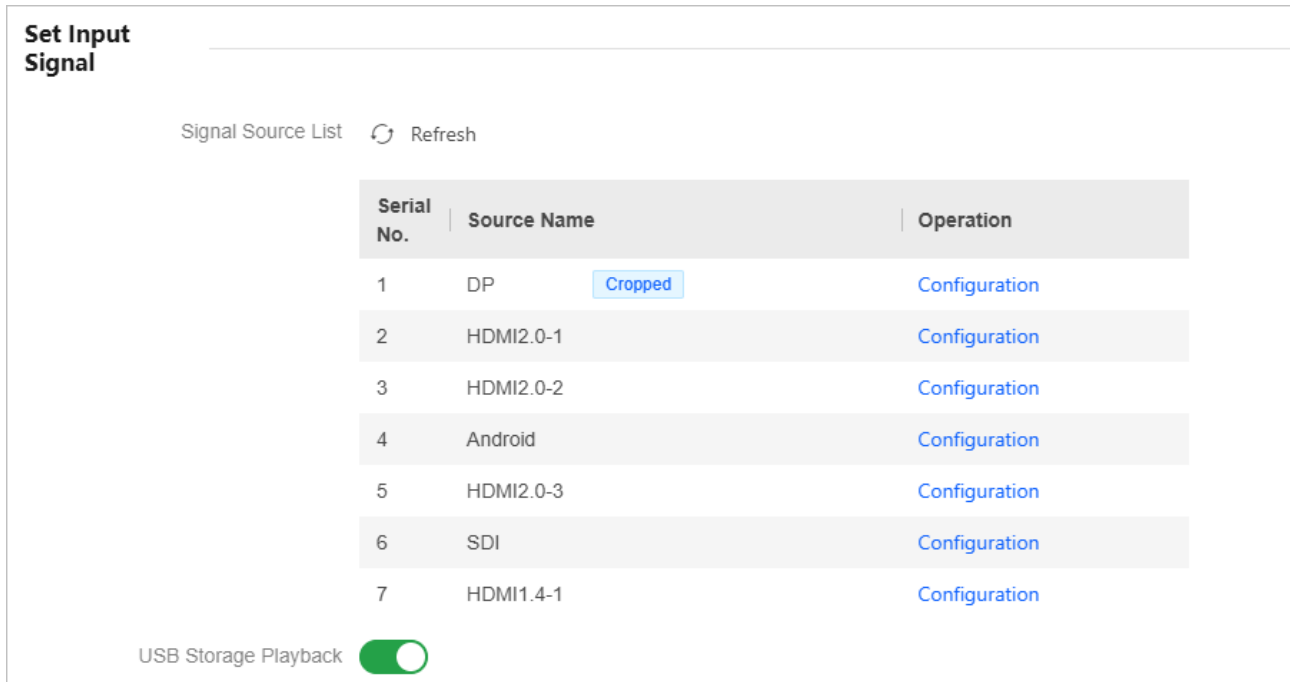 Set Input
Signal
Signal Source List Refresh
Serial
No. Source Name Operation
1 DP Cropped Configuration
2 HDMI2.0-1 Configuration
3 HDMI2.0-2 Configuration
4 Android Configuration
5 HDMI2.0-3 Configuration
6 SDI Configuration
7 HDMI1.4-1 Configuration
USB Storage Playback